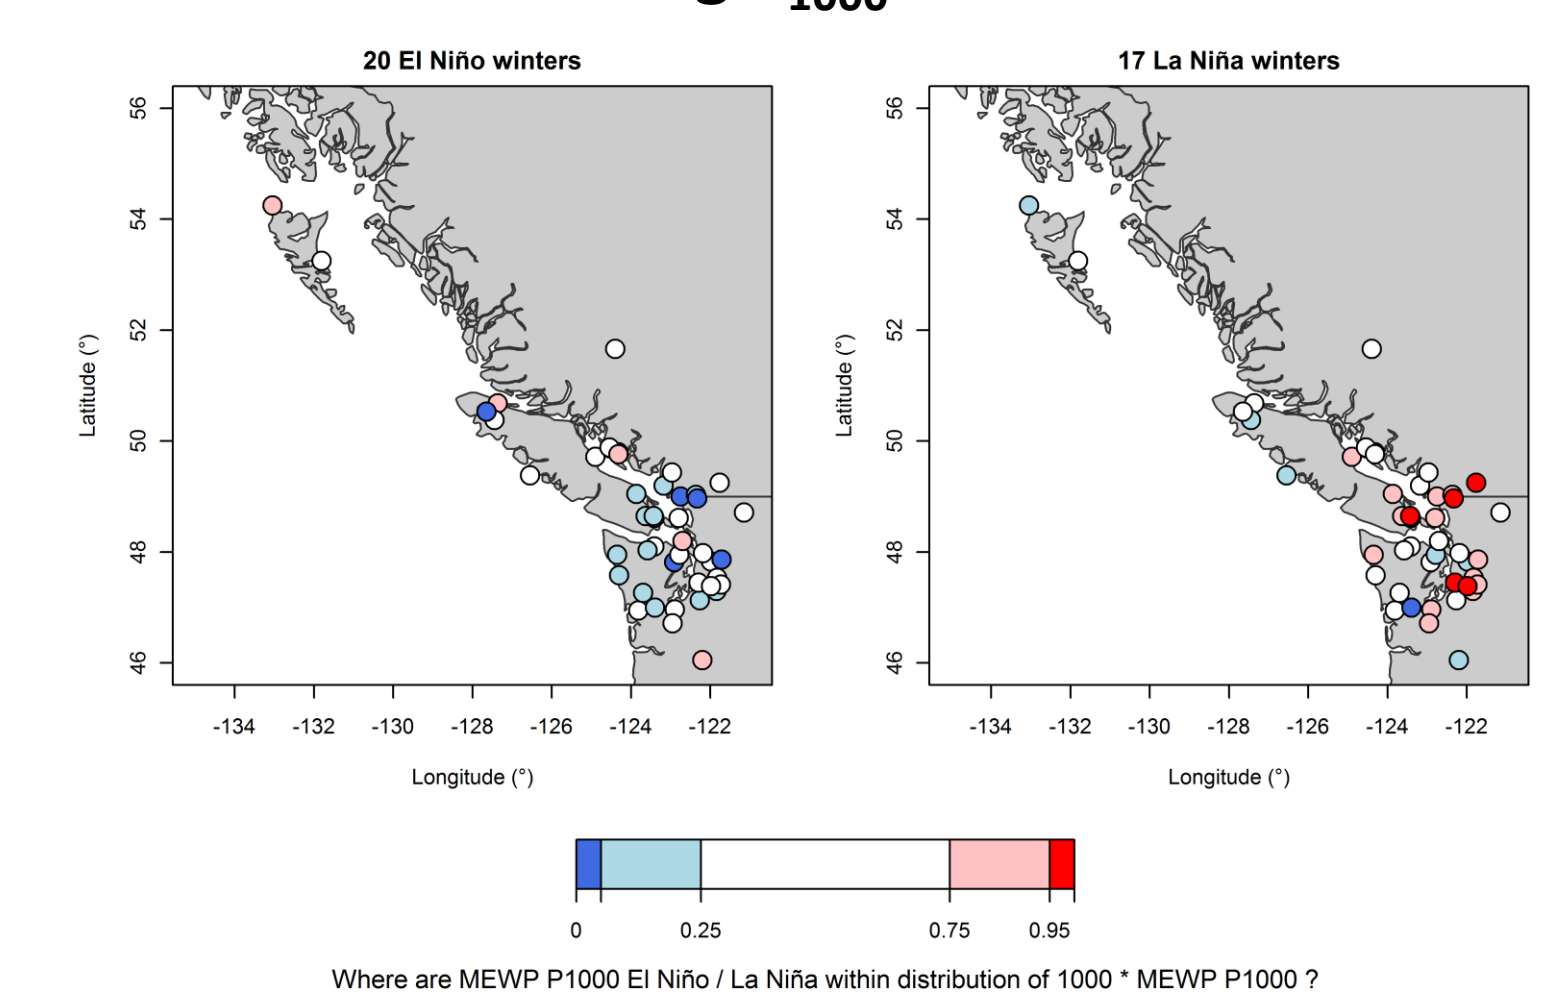 1000
20 El Niño winters
17 La Niña winters
56
54
52
50
48
46
Latitude (°)
-134 -132 -130 -128 -126 -124 -122
Longitude (°)
56
54
52
50
48
46
Latitude (°)
-134 -132 -130 -128 -126 -124 -122
Longitude (°)
0 0.25 0.75 0.95
Where are MEWP P1000 El Niño / La Niña within distribution of 1000 * MEWP P1000 ?